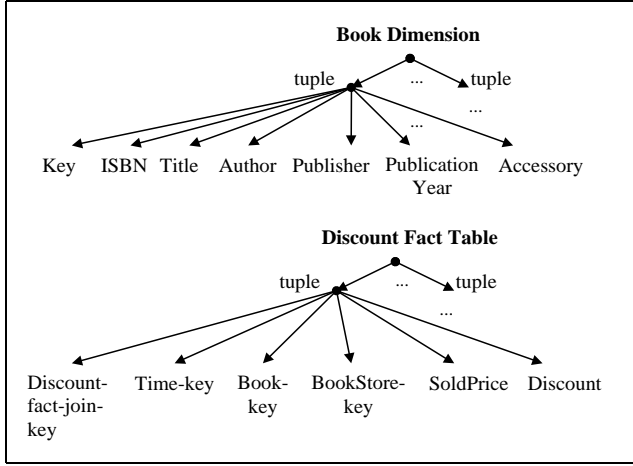 Book Dimension
tuple ... tuple
...
...
Key ISBN Title Author Publisher Publication Accessory
Year
Discount Fact Table
tuple ... tuple
...
Discount- Time-key Book- BookStore- SoldPrice Discount
fact-join- key key
key